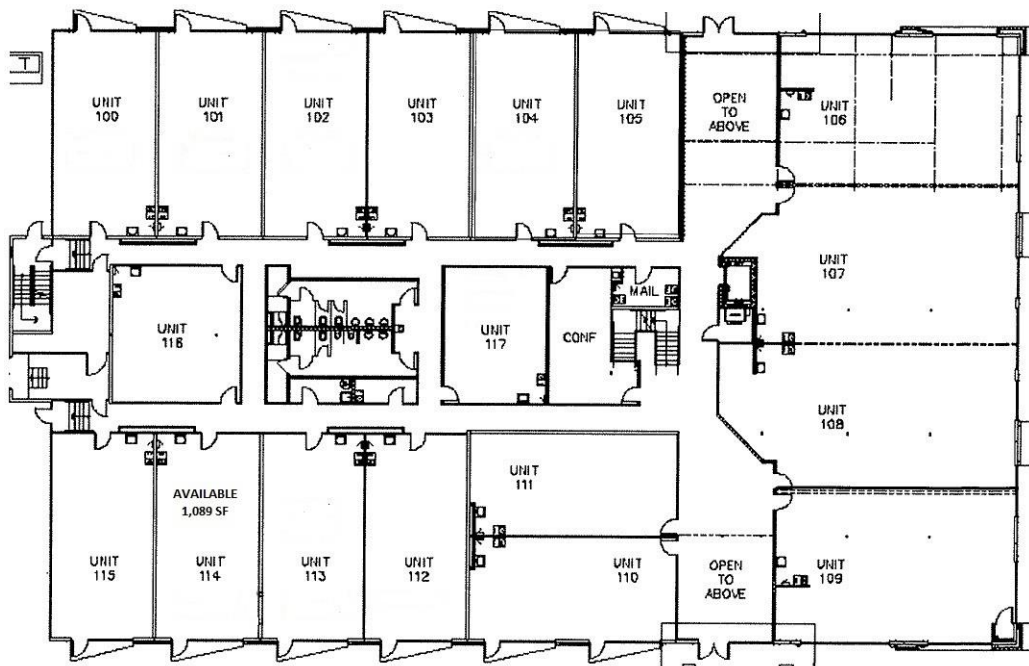 UNIT
100
UNIT
101
UNIT
102
UNIT
103
UNIT
104
UNIT
105
OPEN
TO
ABOVE
UNIT
106
T
UNIT
107
MAIL
UNIT
116
UNIT
117
CONF
UNIT
108
AVAILABLE
1,089 SF
UNIT
111
UNIT
115
UNIT
114
UNIT
113
UNIT
112
UNIT
110
OPEN
TO
ABOVE
UNIT
109